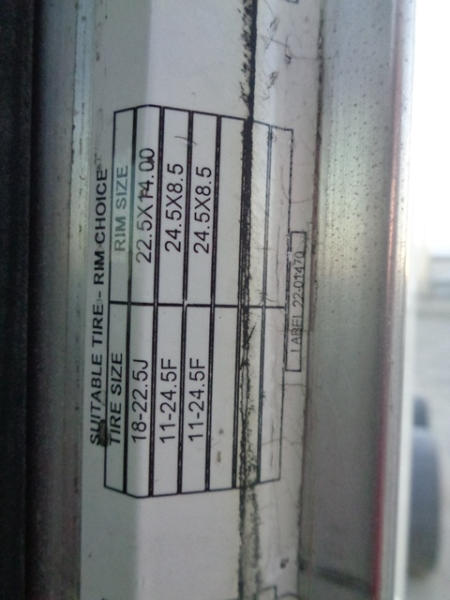 SUITABLE TIRE - RIM CHOICE
TIRE SIZE RIM SIZE
18-22.5J 22.5X14.00
11-24.5F 24.5X8.5
11-24.5F 24.5X8.5
LABEL 22-01470